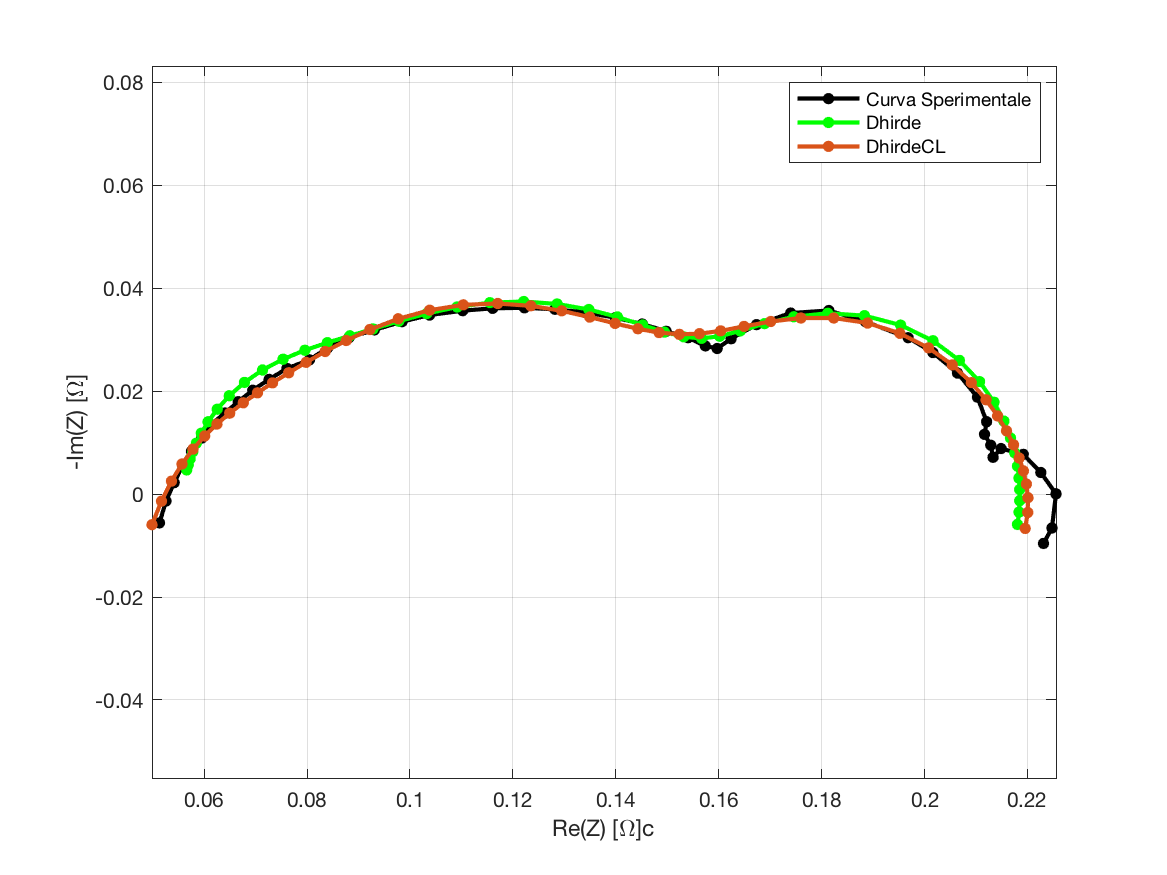 Curva Sperimentale
Dhirde
DhirdeCL
0.08
0.06
0.04
0.02
0
-0.02
-0.04
-Im(Z) [Ω]
0.06 0.08 0.1 0.12 0.14 0.16 0.18 0.2 0.22
Re(Z) [Ω]c